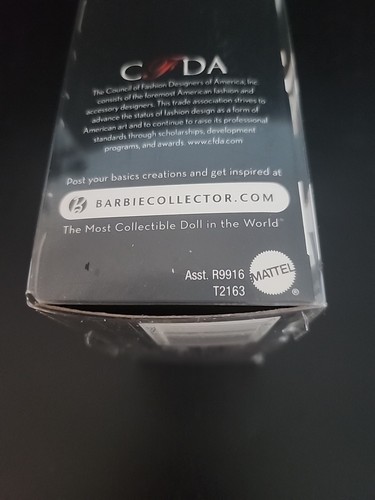 CFDA
The Council of Fashion Designers of America, Inc.
consists of the foremost American fashion and
accessory designers. This trade association strives to
advance the status of fashion design as a form of
American art and to continue to raise its professional
standards through scholarships, development
programs, and awards. www.cfda.com
Post your basics creations and get inspired at
B BARBIECOLLECTOR.COM
The Most Collectible Doll in the World™
Asst. R9916
T2163
MATTEL
®